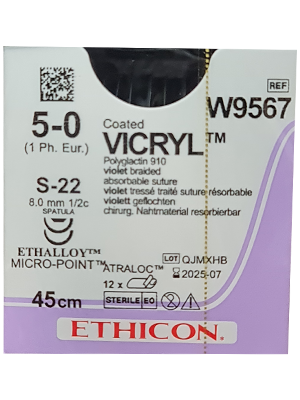 REF
W9567
5-0
(1 Ph. Eur.)
Coated
VICRYL™
Polyglactin 910
violet braided
absorbable suture
violet tressé traité suture résorbable
violett geflochten
chirurg, Nahtmaterial resorbierbar
S-22
8.0 mm 1/2c
SPATULA
ETHALLOY™
MICRO-POINT™
ATRALOC™
LOT QJMXHB
2025-07
12 x
45cm
STERILE EO
ETHICON